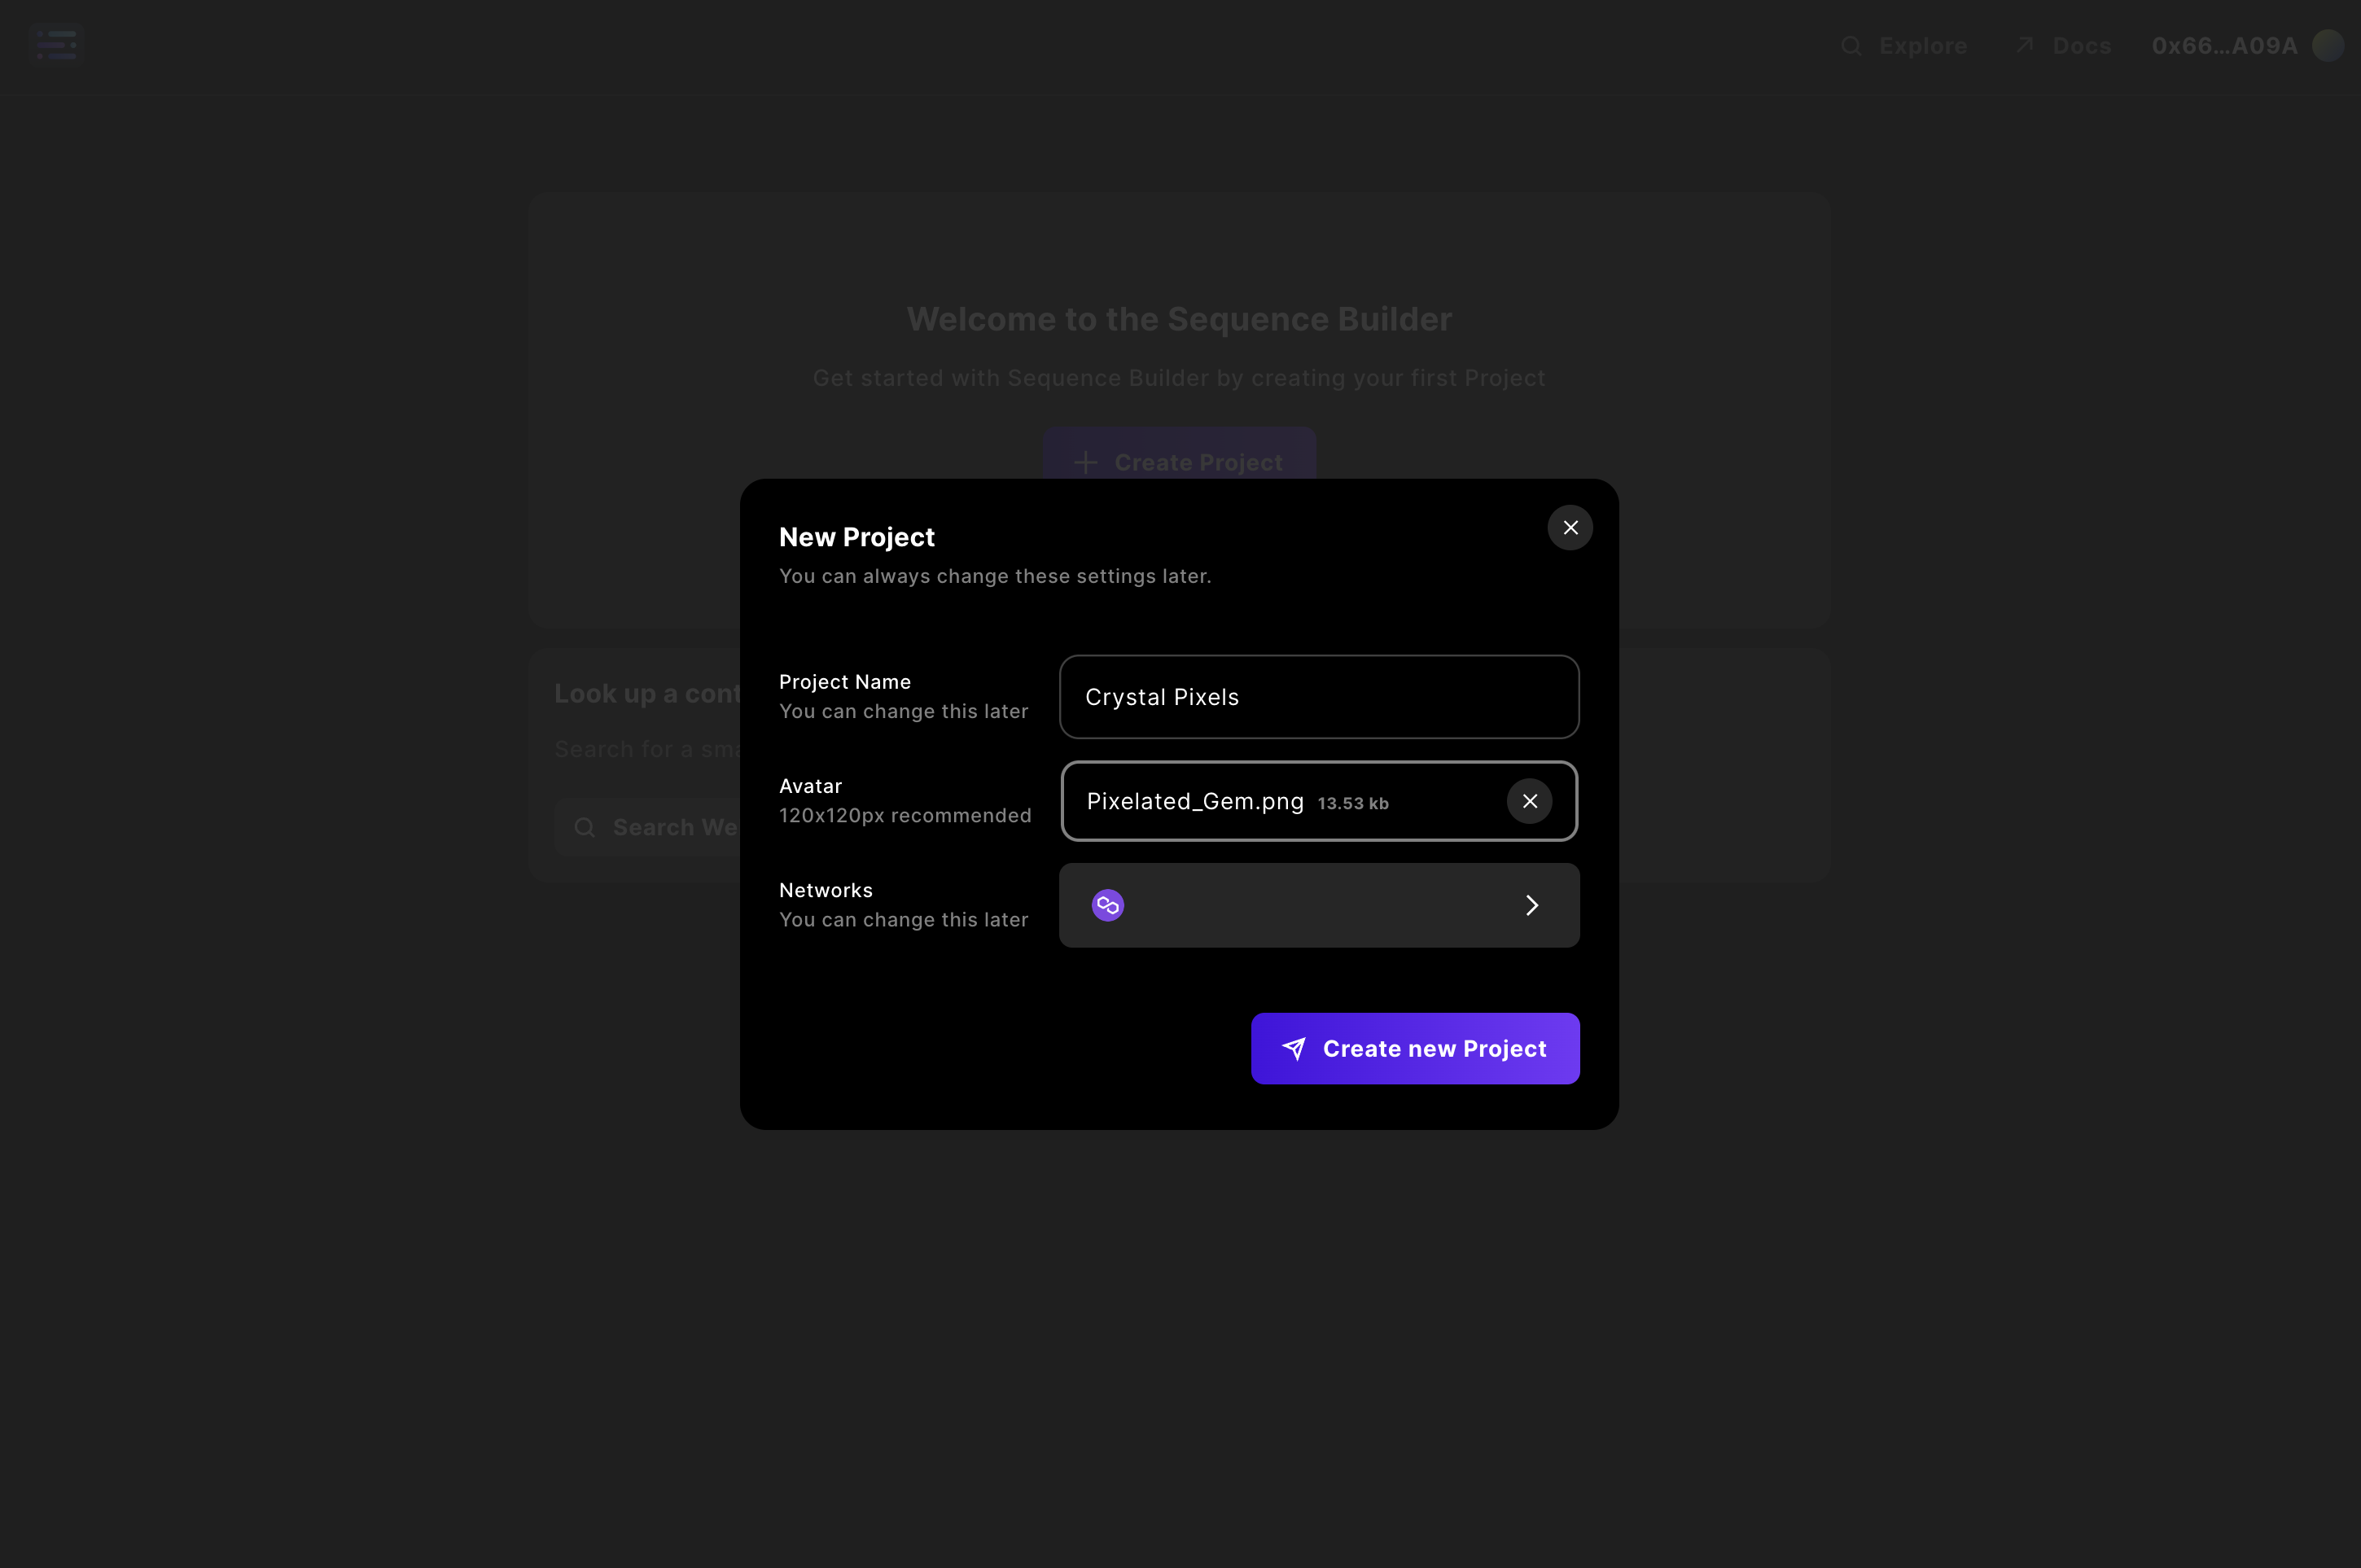 Explore
Docs
0x66...A09A
Welcome to the Sequence Builder
Get started with Sequence Builder by creating your first Project
Create Project
New Project
You can always change these settings later.
Project Name
You can change this later
Crystal Pixels
Avatar
120x120px recommended
Pixelated_Gem.png 13.53 kb
Networks
You can change this later
Create new Project
Look up a
Search for a
Search